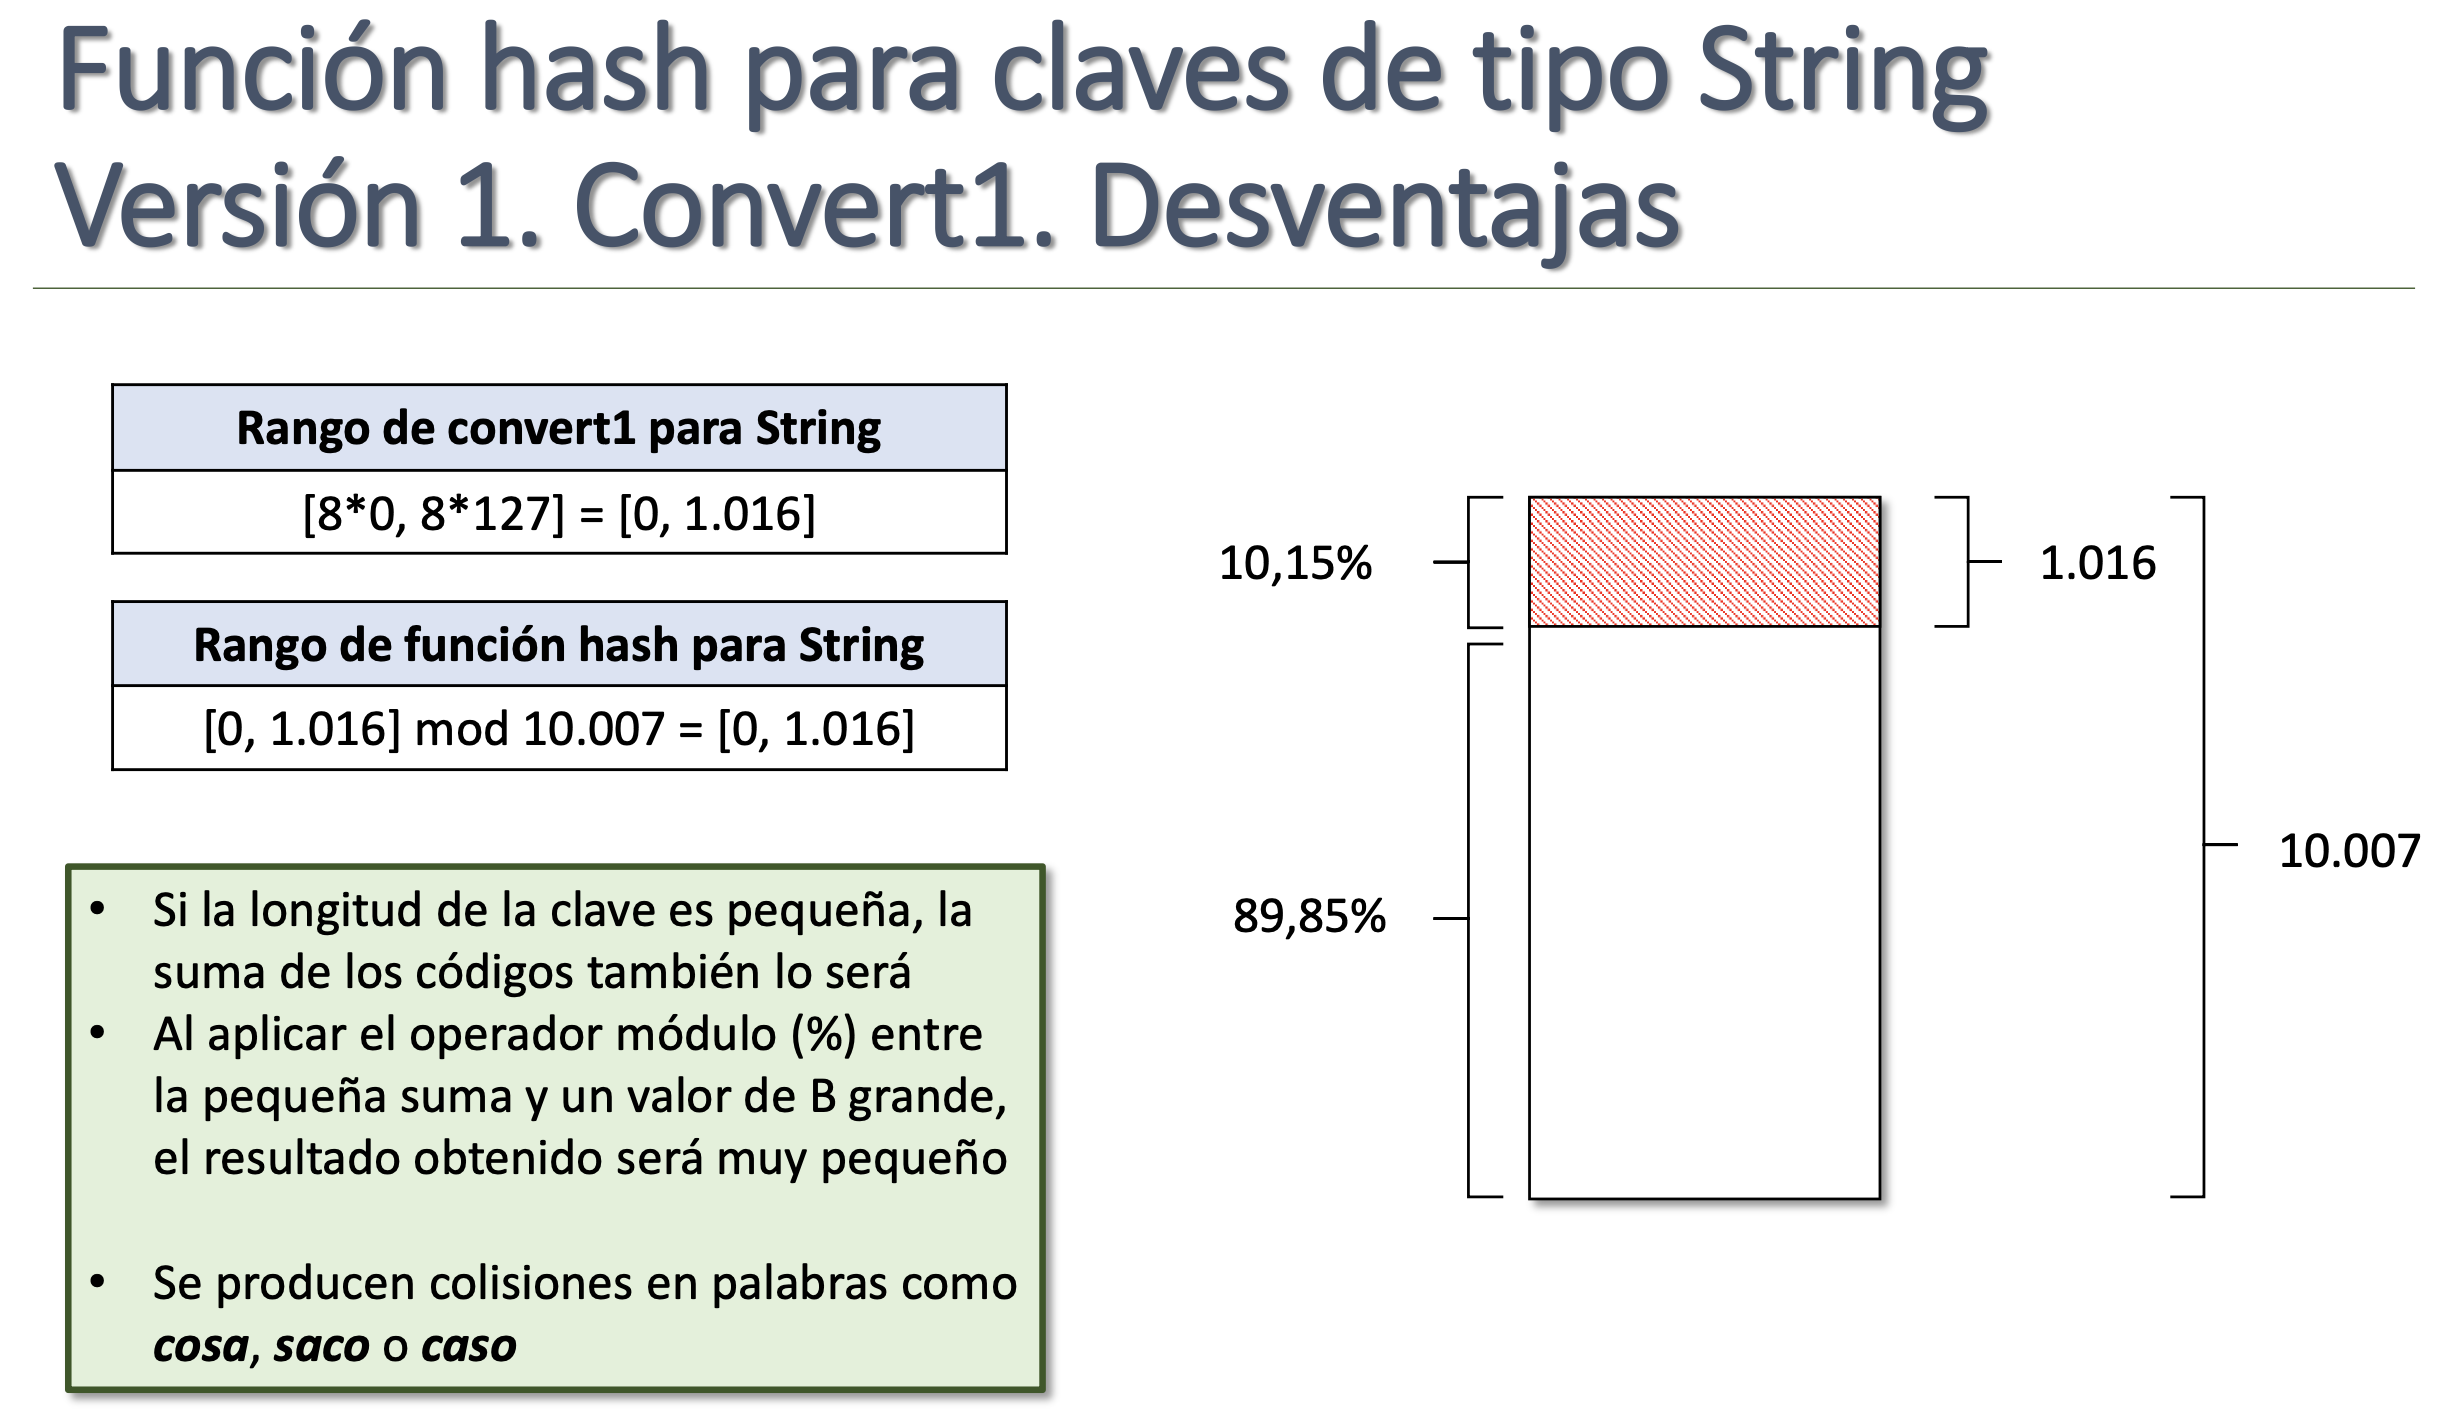 Función hash para claves de tipo String
Versión 1. Convert1. Desventajas
Rango de convert1 para String
[8*0, 8*127] = [0, 1.016]
Rango de función hash para String
[0, 1.016] mod 10.007 = [0, 1.016]
• Si la longitud de la clave es pequeña, la
suma de los códigos también lo será
• Al aplicar el operador módulo (%) entre
la pequeña suma y un valor de B grande,
el resultado obtenido será muy pequeño
• Se producen colisiones en palabras como
cosa, saco o caso
10,15%
1.016
89,85%
10.007